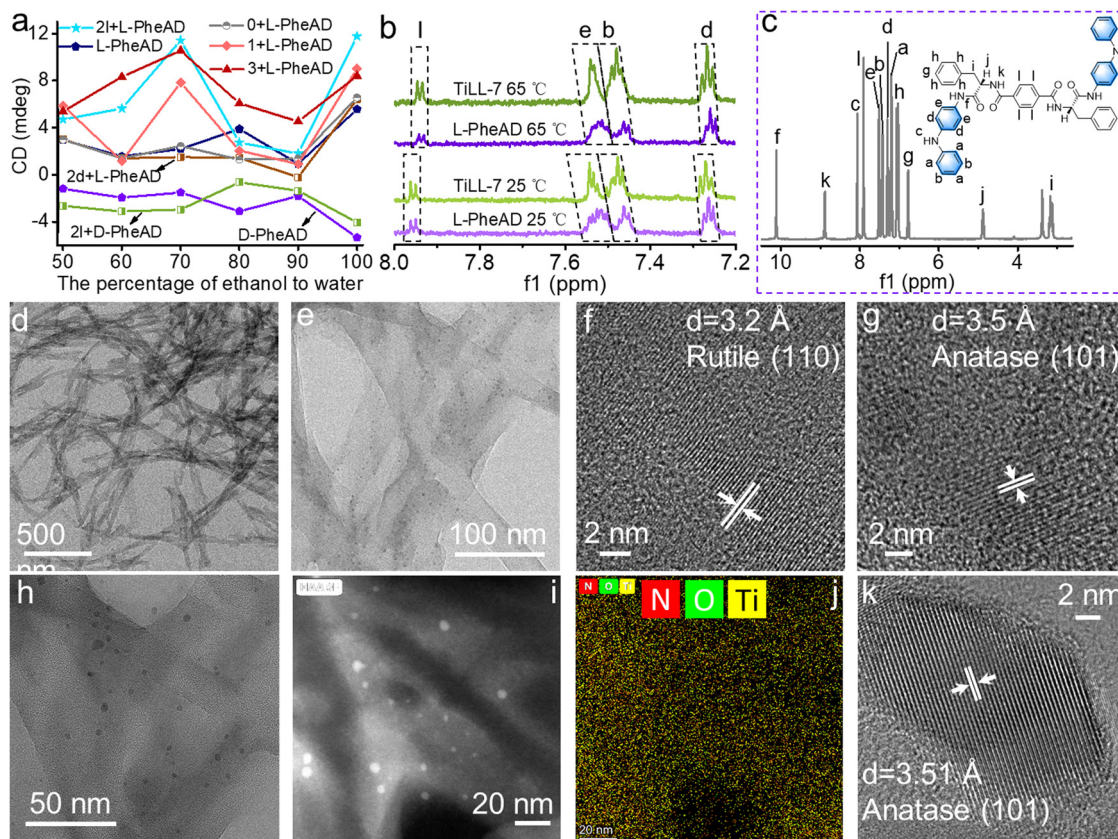 a
12
8
4
0
-4
CD (mdeg)
2l+L-PheAD
L-PheAD
0+L-PheAD
1+L-PheAD
3+L-PheAD
2d+L-PheAD
2l+D-PheAD
D-PheAD
50 60 70 80 90 100
The percentage of ethanol to water
b
l e b d
TiLL-7 65 ℃
L-PheAD 65 ℃
TiLL-7 25 ℃
L-PheAD 25 ℃
8.0 7.8 7.6 7.4 7.2
f1 (ppm)
c
f
k
c
l
e
b
d
a
h
g
j
i
10 8 6 4
f1 (ppm)
d
500
nm
e
100 nm
f
d=3.2 Å
Rutile (110)
2 nm
g
d=3.5 Å
Anatase (101)
2 nm
h
50 nm
i
20 nm
N O Ti
N O Ti
j
20 nm
k
2 nm
d=3.51 Å
Anatase (101)